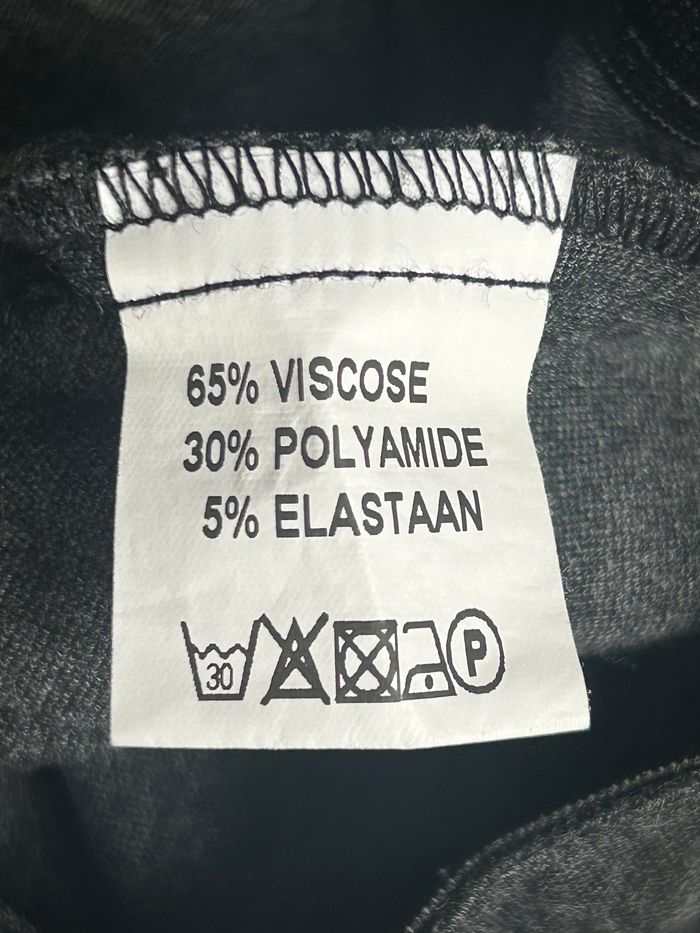 65% VISCOSE
30% POLYAMIDE
5% ELASTAAN
30 P